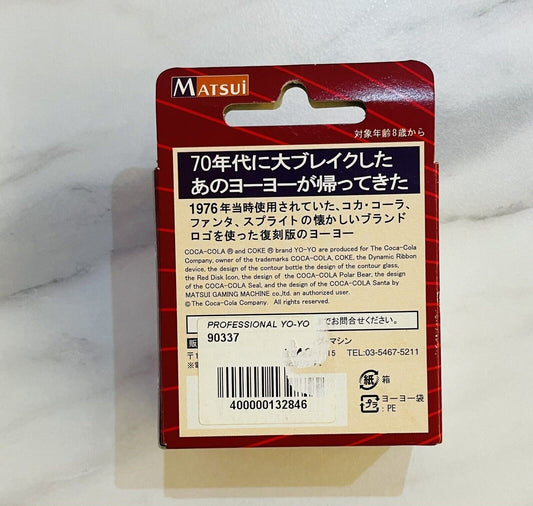 MATSUi
対象年齢8歳から
70年代に大ブレイクした
あのヨーヨーが帰ってきた
1976年当時使用されていた、コカ・コーラ、
ファンタ、スプライトの懐かしいブランド
ロゴを使った復刻版のヨーヨー
COCA-COLA ® and COKE ® brand YO-YO are produced for The Coca-Cola
Company, owner of the trademarks COCA-COLA, COKE, the Dynamic Ribbon
device, the design of the contour bottle the design of the contour glass,
the Red Disk Icon, the design of the COCA-COLA Polar Bear, the design
of the COCA-COLA Seal, and the design of the COCA-COLA Santa by
MATSUI GAMING MACHINE co.,ltd. an authorized user.
© The Coca-Cola Company. All rights reserved.
でお問合せください。
PROFESSIONAL YO-YO
90337
販
マシン
〒1
15 TEL:03-5467-5211
400000132846
紙 箱
プラ ヨーヨー袋
: PE